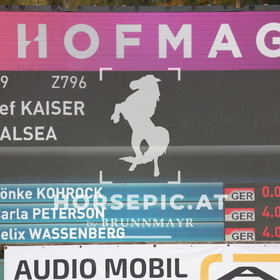 HOFMAG
9 Z796
ef KAISER
ALSEA
HORSEPIC.AT
by BRUNNMAYR
önke KOHROCK GER 0.0
arla PETERSON GER 4.0
elix WASSENBERG GER 4.0
AUDIO MOBIL